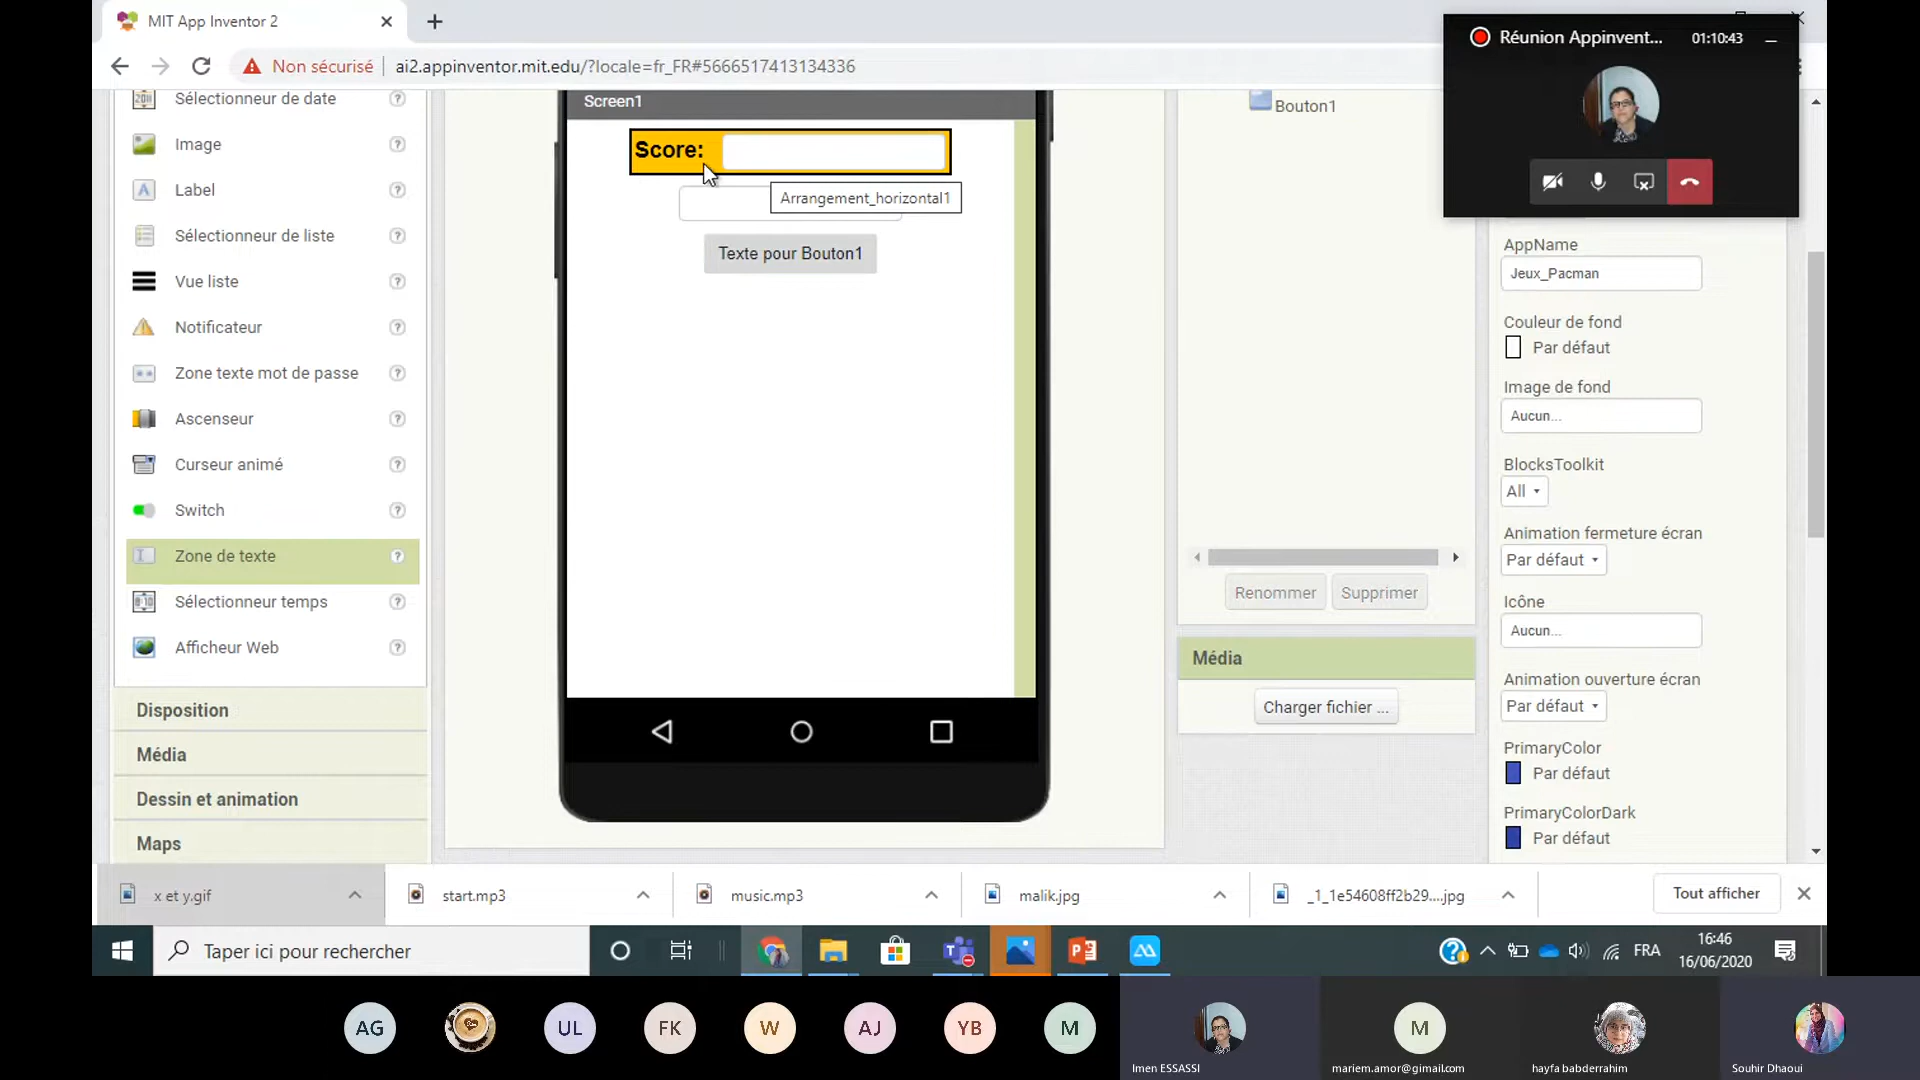 MIT App Inventor 2
Non sécurisé
ai2.appinventor.mit.edu/?locale=fr_FR#5666517413134336
Réunion Appinvent...
01:10:43
Sélectionneur de date
Image
Label
Sélectionneur de liste
Vue liste
Notificateur
Zone texte mot de passe
Ascenseur
Curseur animé
Switch
Zone de texte
Sélectionneur temps
Afficheur Web
Disposition
Média
Dessin et animation
Maps
Screen1
Score:
Arrangement_horizontal1
Texte pour Bouton1
Bouton1
Renommer
Supprimer
Média
Charger fichier ...
AppName
Jeux_Pacman
Couleur de fond
Par défaut
Image de fond
Aucun...
BlocksToolkit
All
Animation fermeture écran
Par défaut
Icône
Aucun...
Animation ouverture écran
Par défaut
PrimaryColor
Par défaut
PrimaryColorDark
Par défaut
x et y.gif
start.mp3
music.mp3
malik.jpg
_1_1e54608ff2b29....jpg
Tout afficher
Taper ici pour rechercher
FRA
16:46
16/06/2020
AG
UL
FK
W
AJ
YB
M
M
Imen ESSASSI
mariem.amor@gimail.com
hayfa babderrahim
Souhir Dhaoui